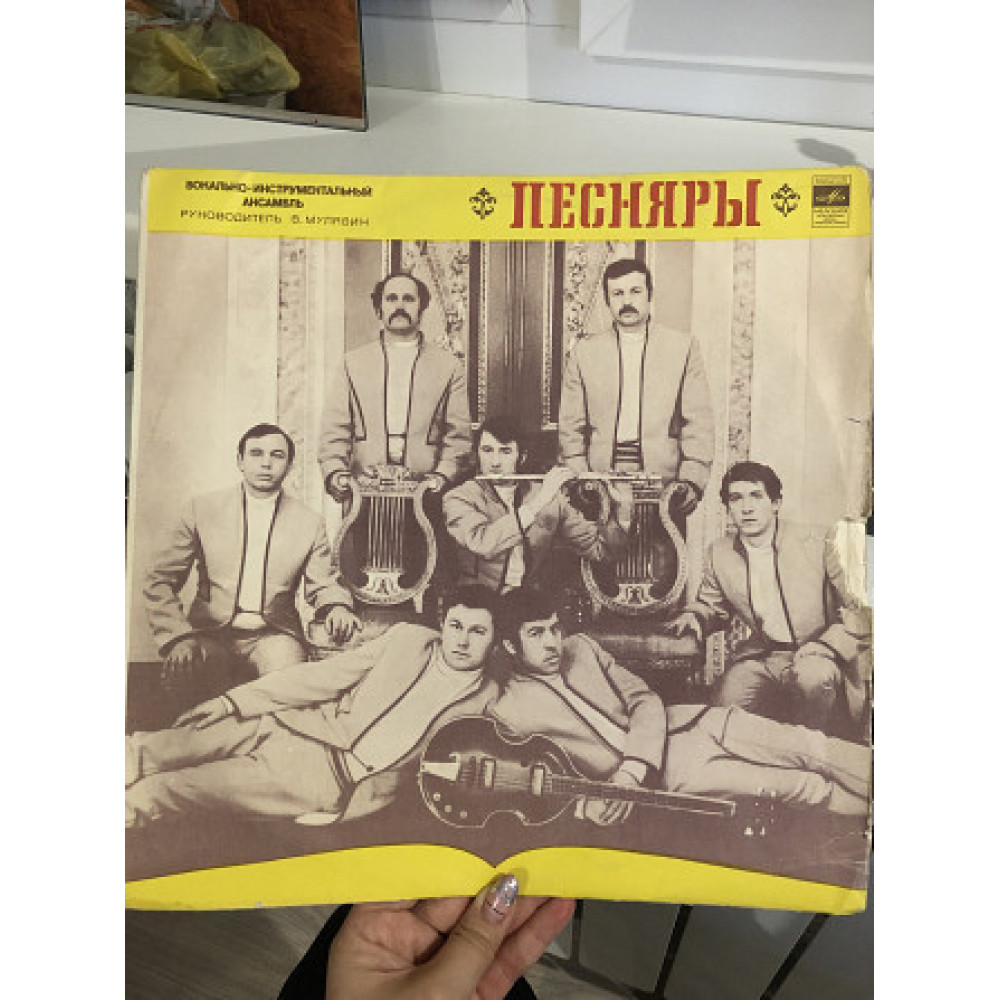 ВОКАЛЬНО-ИНСТРУМЕНТАЛЬНЫЙ
АНСАМБЛЬ
РУКОВОДИТЕЛЬ В. МУЛЯВИН
ПЕСНЯРЫ